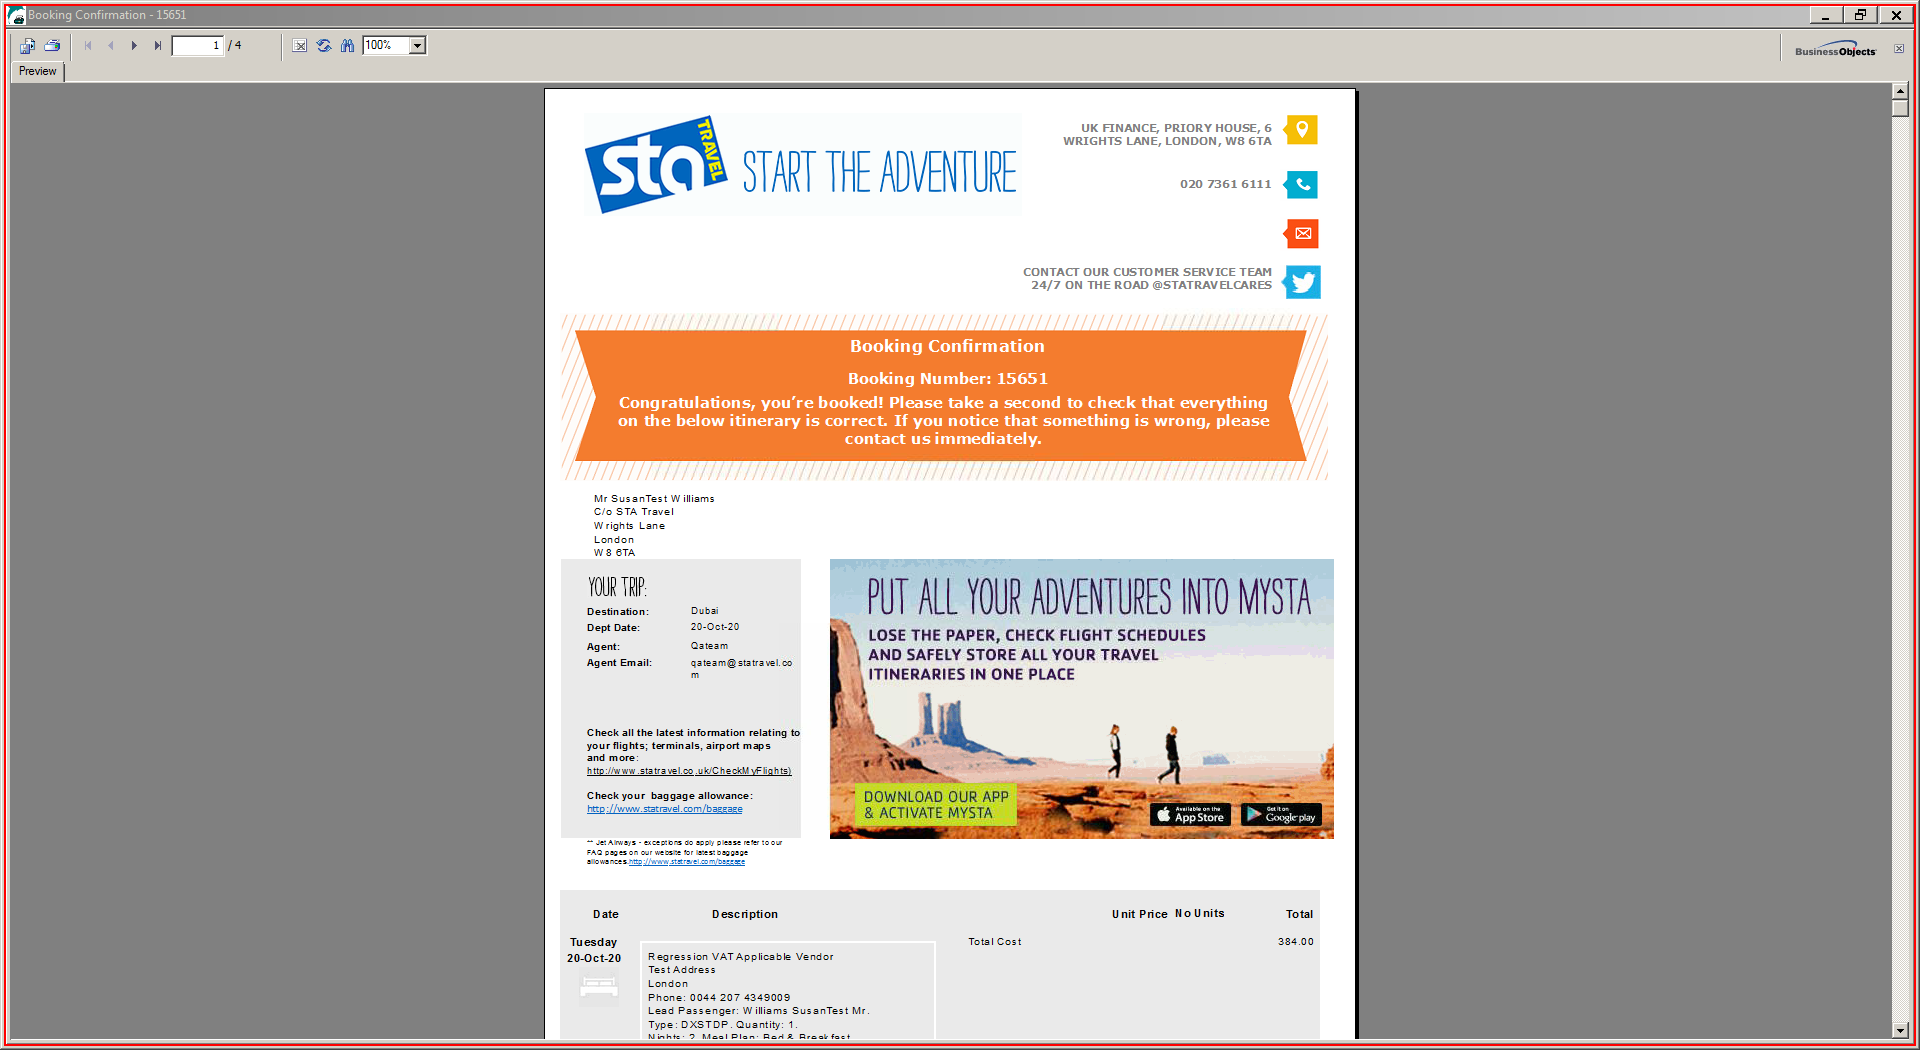 Booking Confirmation - 15651
1 / 4
100%
BusinessObjects
Preview
sta TRAVEL
START THE ADVENTURE
UK FINANCE, PRIORY HOUSE, 6
WRIGHTS LANE, LONDON, W8 6TA
020 7361 6111
CONTACT OUR CUSTOMER SERVICE TEAM
24/7 ON THE ROAD @STATRAVELCARES
Booking Confirmation
Booking Number: 15651
Congratulations, you’re booked! Please take a second to check that everything
on the below itinerary is correct. If you notice that something is wrong, please
contact us immediately.
Mr SusanTest Williams
C/o STA Travel
Wrights Lane
London
W8 6TA
YOUR TRIP:
Destination: Dubai
Dept Date: 20-Oct-20
Agent: Qateam
Agent Email: qateam@statravel.co
m
Check all the latest information relating to
your flights; terminals, airport maps
and more:
http://www.statravel.co.uk/CheckMyFlights)
Check your baggage allowance:
http://www.statravel.com/baggage
** Jet Airways - exceptions do apply please refer to our
FAQ pages on our website for latest baggage
allowances.http://www.statravel.com/baggage
PUT ALL YOUR ADVENTURES INTO MYSTA
LOSE THE PAPER, CHECK FLIGHT SCHEDULES
AND SAFELY STORE ALL YOUR TRAVEL
ITINERARIES IN ONE PLACE
DOWNLOAD OUR APP
& ACTIVATE MYSTA
Available on the
App Store
Get it on
Google play
Date Description Unit Price No Units Total
Tuesday
20-Oct-20
Total Cost 384.00
Regression VAT Applicable Vendor
Test Address
London
Phone: 0044 207 4349009
Lead Passenger: Williams SusanTest Mr.
Type: DXSTDP. Quantity: 1.
Nights: 2. Meal Plan: Bed & Breakfast